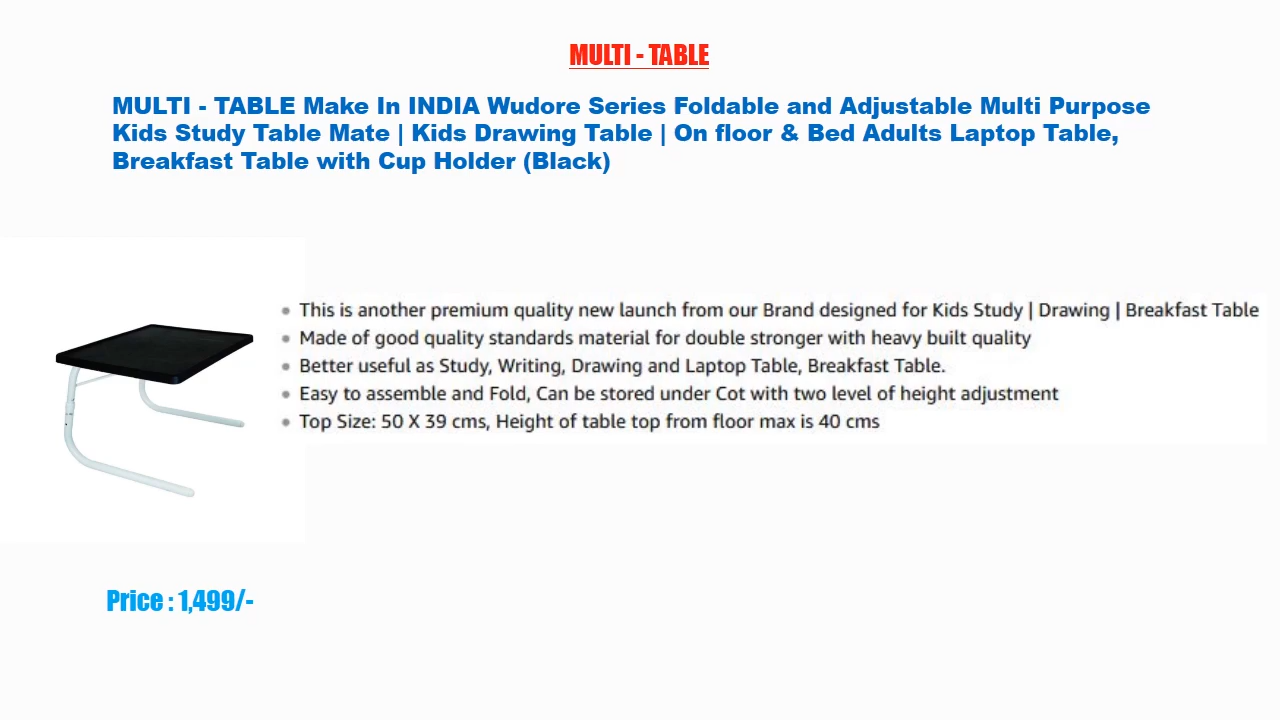 MULTI - TABLE
MULTI - TABLE Make In INDIA Wudore Series Foldable and Adjustable Multi Purpose
Kids Study Table Mate | Kids Drawing Table | On floor & Bed Adults Laptop Table,
Breakfast Table with Cup Holder (Black)
This is another premium quality new launch from our Brand designed for Kids Study | Drawing | Breakfast Table
Made of good quality standards material for double stronger with heavy built quality
Better useful as Study, Writing, Drawing and Laptop Table, Breakfast Table.
Easy to assemble and Fold, Can be stored under Cot with two level of height adjustment
Top Size: 50 X 39 cms, Height of table top from floor max is 40 cms
Price : 1,499/-